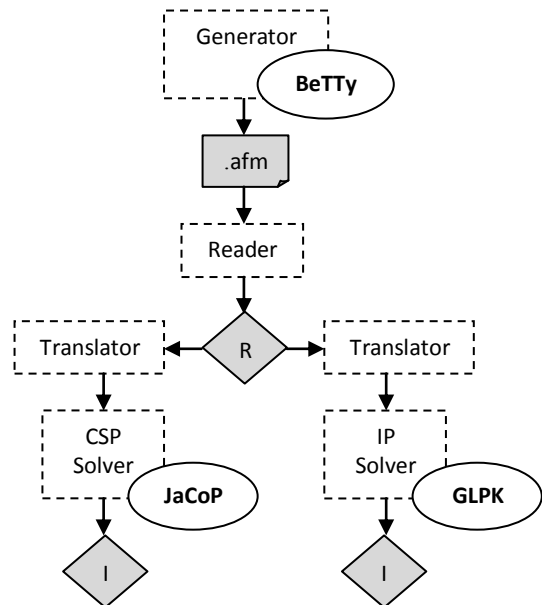 Generator
BeTTy
.afm
Reader
Translator
R
Translator
CSP
Solver
JaCoP
IP
Solver
GLPK
I
I